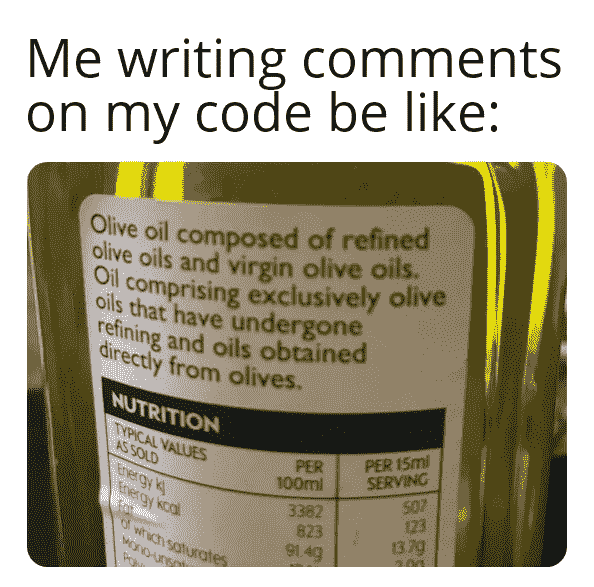 Me writing comments
on my code be like:
Olive oil composed of refined
olive oils and virgin olive oils.
Oil comprising exclusively olive
oils that have undergone
refining and oils obtained
directly from olives.
NUTRITION
TYPICAL VALUES
AS SOLD
PER
100ml
PER 15ml
SERVING
Energy kJ
3382
507
Energy kcal
823
123
91.4g
13.7g
of which saturates